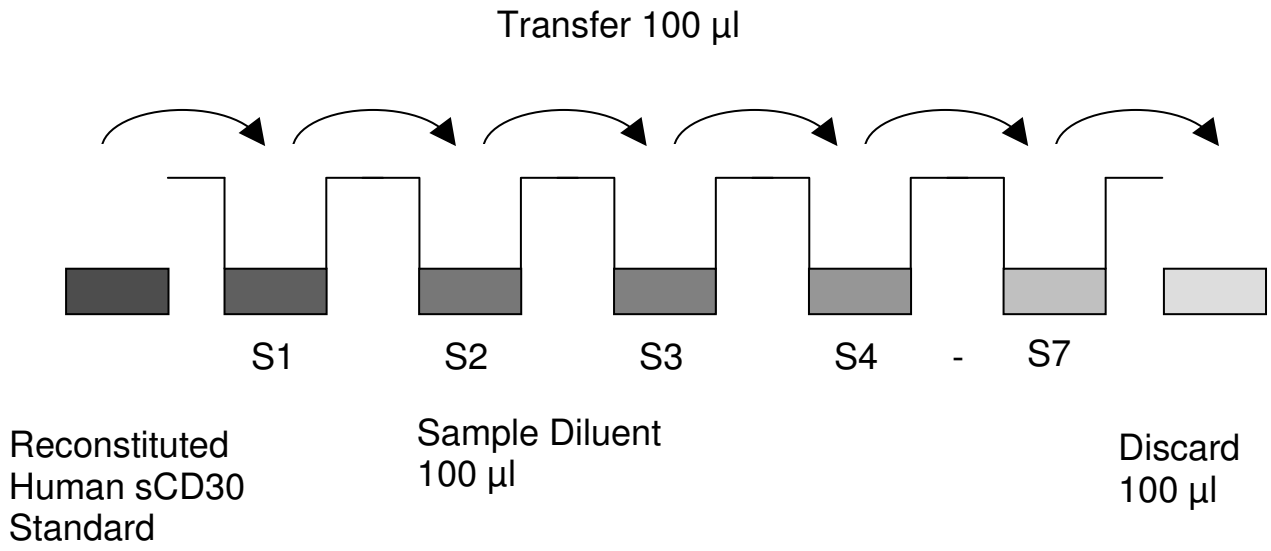 Transfer 100 µl
S1 S2 S3 S4 - S7
Reconstituted
Human sCD30
Standard
Sample Diluent
100 µl
Discard
100 µl